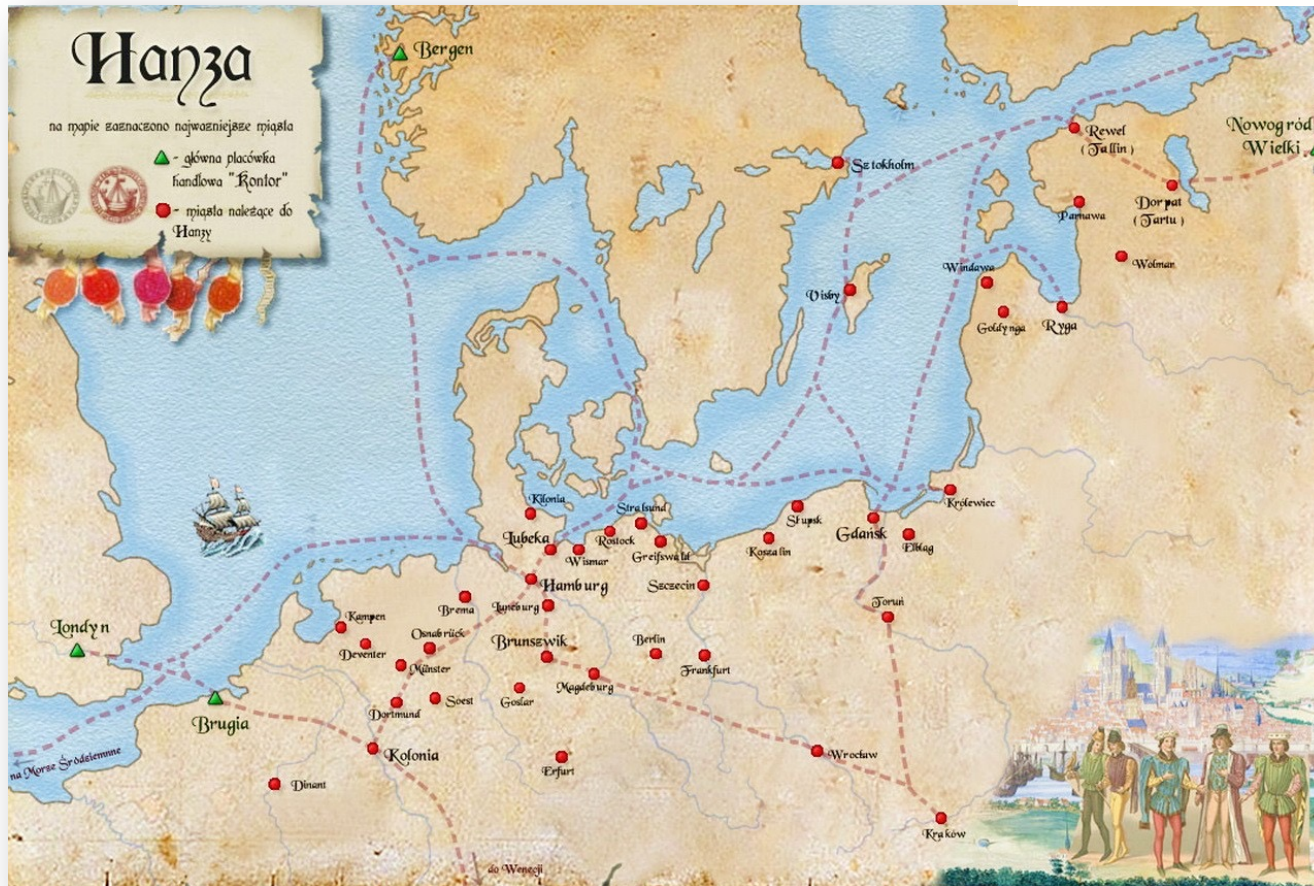 Hanza
na mapie zaznaczono najważniejsze miasta
- główna placówka
handlowa "Kontor"
- miasta należące do
Hanzy
Bergen
Sztokholm
Rewel
( Tallin )
Nowogród
Wielki
Dorpat
( Tartu )
Parnawa
Wolmar
Windawa
Goldynga
Ryga
Visby
Królewiec
Kilonia
Stralsund
Lubeka
Rostock
Wismar
Greifswald
Słupsk
Koszalin
Gdańsk
Elbląg
Hamburg
Szczecin
Brema
Luneburg
Toruń
Kampen
Londyn
Osnabrück
Brunszwik
Berlin
Deventer
Münster
Frankfurt
Magdeburg
Soest
Goslar
Dortmund
Brugia
Kolonia
Wrocław
na Morze Śródziemne
Erfurt
Dinant
Kraków
do Wenecji